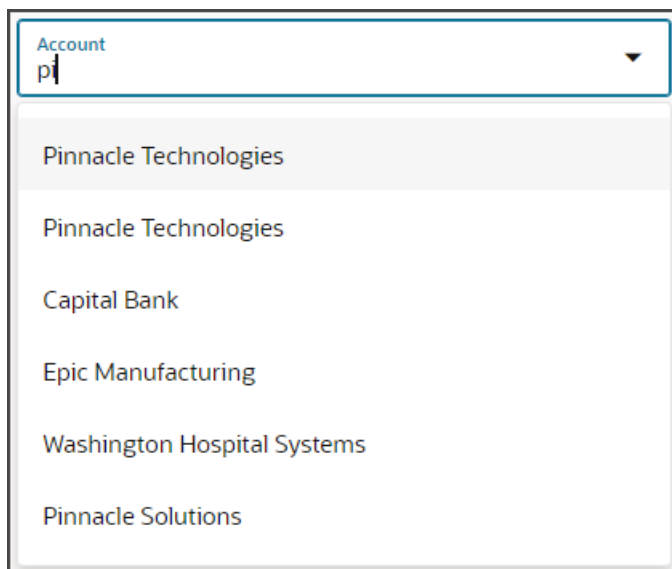 Account
pi
Pinnacle Technologies
Pinnacle Technologies
Capital Bank
Epic Manufacturing
Washington Hospital Systems
Pinnacle Solutions